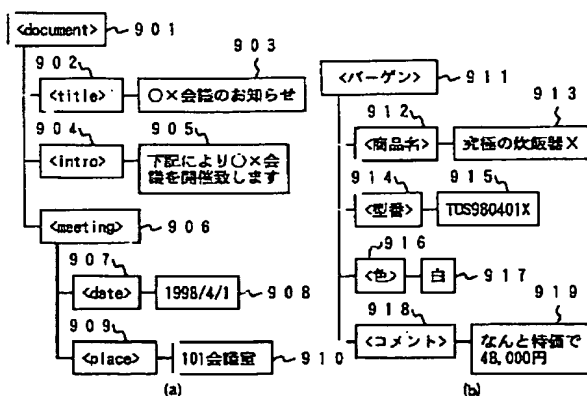 <document> 901
902
903
<title> ○×会議のお知らせ
904
905
<intro> 下記により○×会
議を開催致します
<meeting> 906
907
<date> 1998/4/1 908
909
<place> 101会議室 910
(a)
<バーゲン> 911
912
913
<商品名> 究極の炊飯器X
914
915
<型番> TDS980401X
916
<色> 白 917
918
919
<コメント> なんと特価で
48,000円
(b)